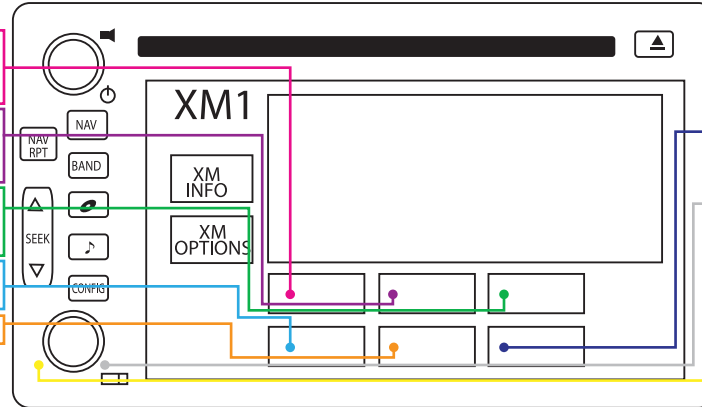 XM1
NAV
NAV
RPT
BAND
XM
INFO
SEEK
XM
OPTIONS
CONFIG